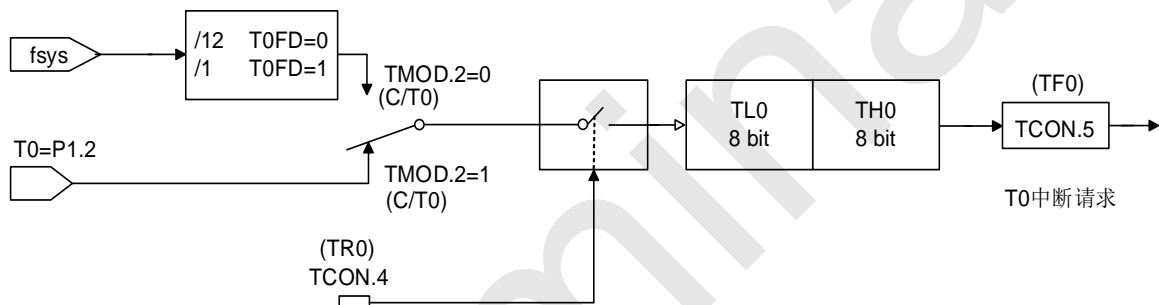 /12 T0FD=0
/1 T0FD=1
fsys
TMOD.2=0
(C/T0)
T0=P1.2
TMOD.2=1
(C/T0)
TL0
8 bit
TH0
8 bit
(TF0)
TCON.5
T0中断请求
(TR0)
TCON.4